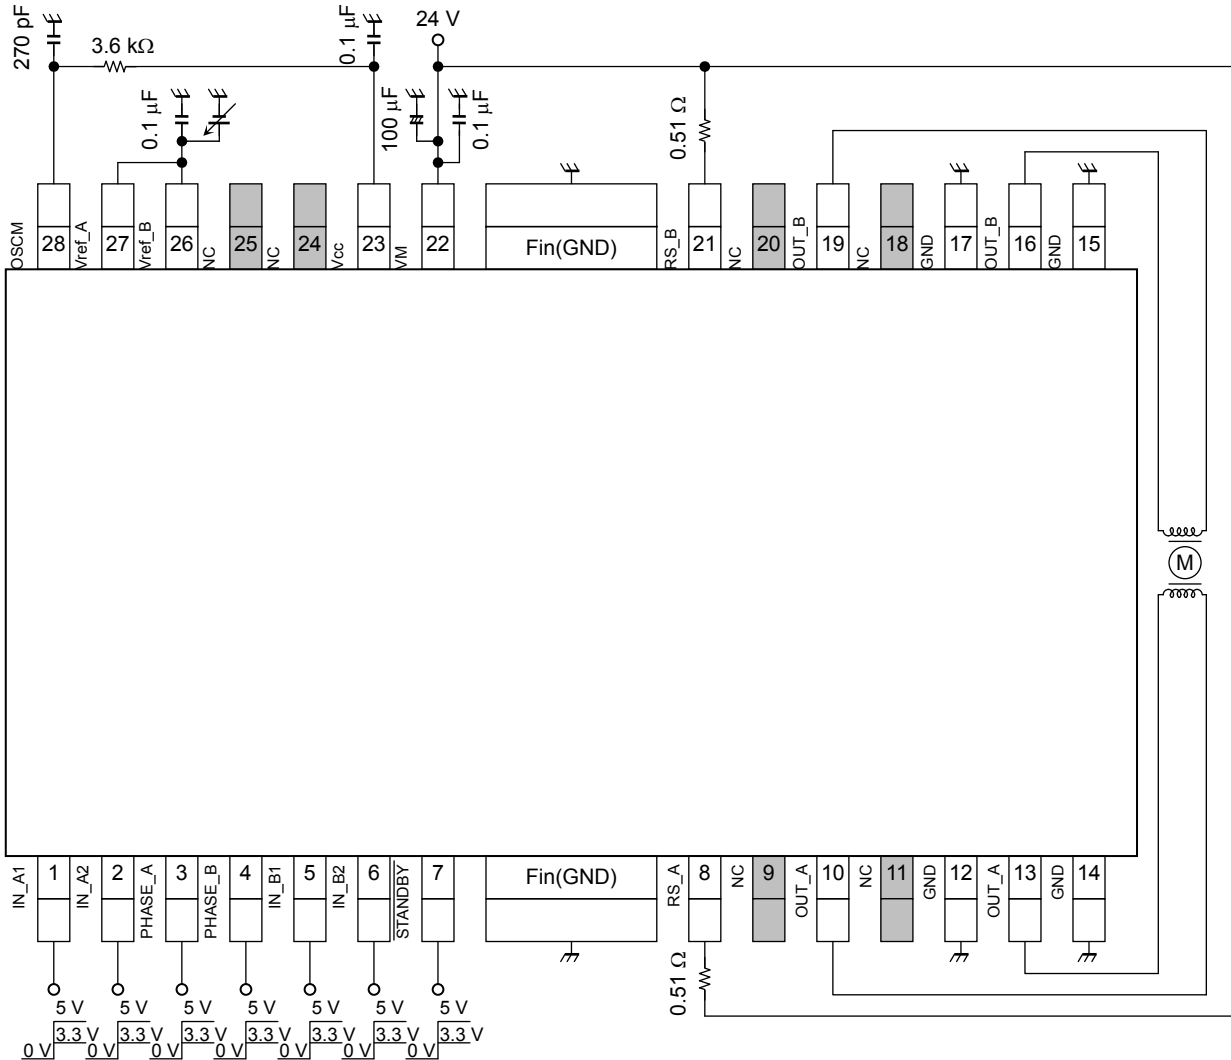 270 pF
3.6 kΩ
0.1 μF
24 V
0.1 μF
100 μF
0.1 μF
0.51 Ω
OSCM
28
Vref_A
27
Vref_B
26
NC
25
NC
24
Vcc
23
VM
22
Fin(GND)
RS_B
21
NC
20
OUT_B
19
NC
18
GND
17
OUT_B
16
GND
15
M
IN_A1
1
IN_A2
2
PHASE_A
3
PHASE_B
4
IN_B1
5
IN_B2
6
STANDBY
7
Fin(GND)
RS_A
8
NC
9
OUT_A
10
NC
11
GND
12
OUT_A
13
GND
14
0.51 Ω
5 V 5 V 5 V 5 V 5 V 5 V 5 V
3.3 V 3.3 V 3.3 V 3.3 V 3.3 V 3.3 V 3.3 V
0 V 0 V 0 V 0 V 0 V 0 V 0 V